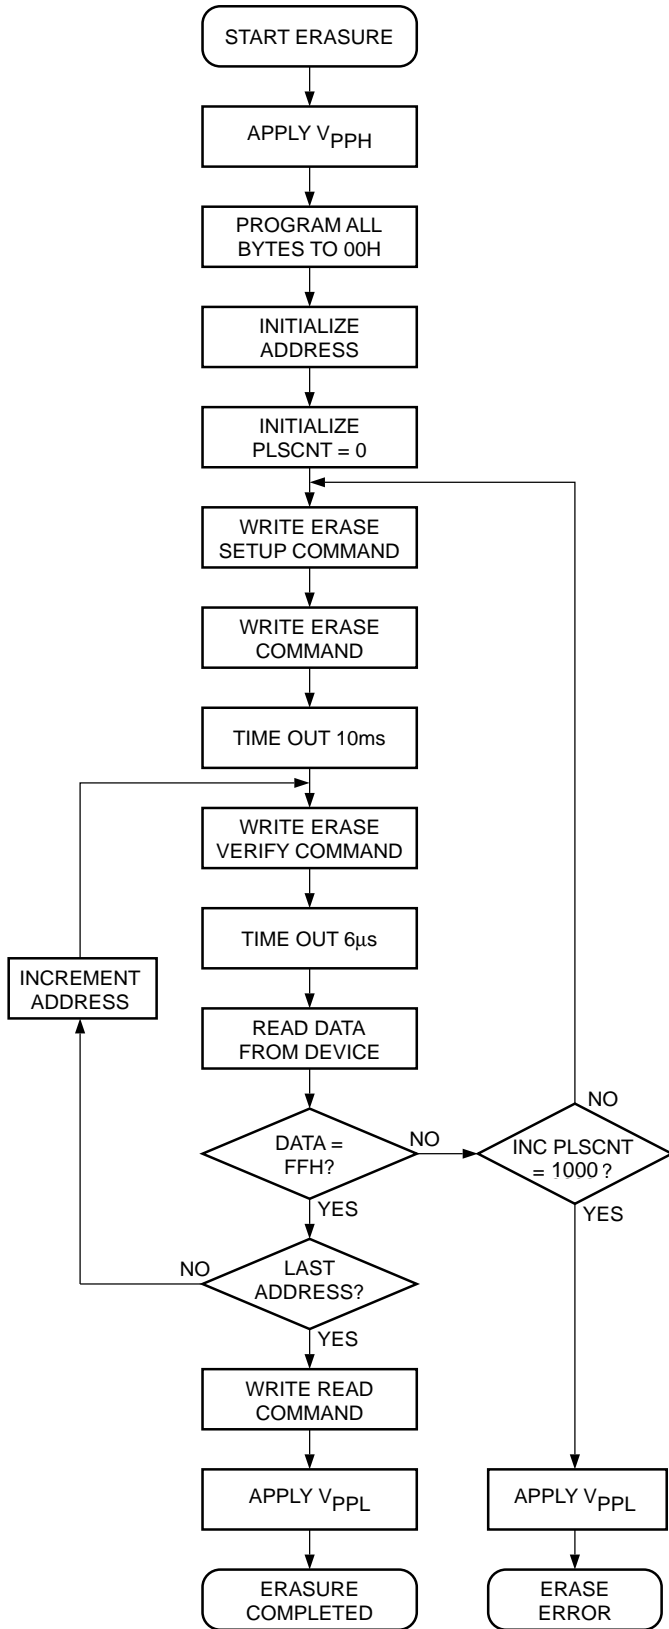 START ERASURE
APPLY VPPH
PROGRAM ALL
BYTES TO 00H
INITIALIZE
ADDRESS
INITIALIZE
PLSCNT = 0
WRITE ERASE
SETUP COMMAND
WRITE ERASE
COMMAND
TIME OUT 10ms
WRITE ERASE
VERIFY COMMAND
TIME OUT 6μs
INCREMENT
ADDRESS
READ DATA
FROM DEVICE
DATA =
FFH?
NO
YES
INC PLSCNT
= 1000 ?
NO
YES
LAST
ADDRESS?
NO
YES
WRITE READ
COMMAND
APPLY VPPL
APPLY VPPL
ERASURE
COMPLETED
ERASE
ERROR